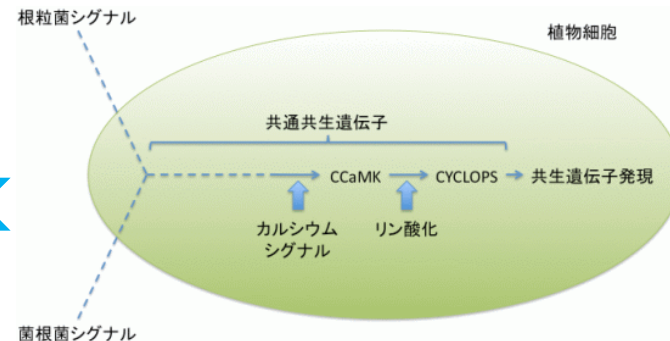 根粒菌シグナル
植物細胞
共通共生遺伝子
CCaMK
CYCLOPS
共生遺伝子発現
カルシウム
シグナル
リン酸化
菌根菌シグナル